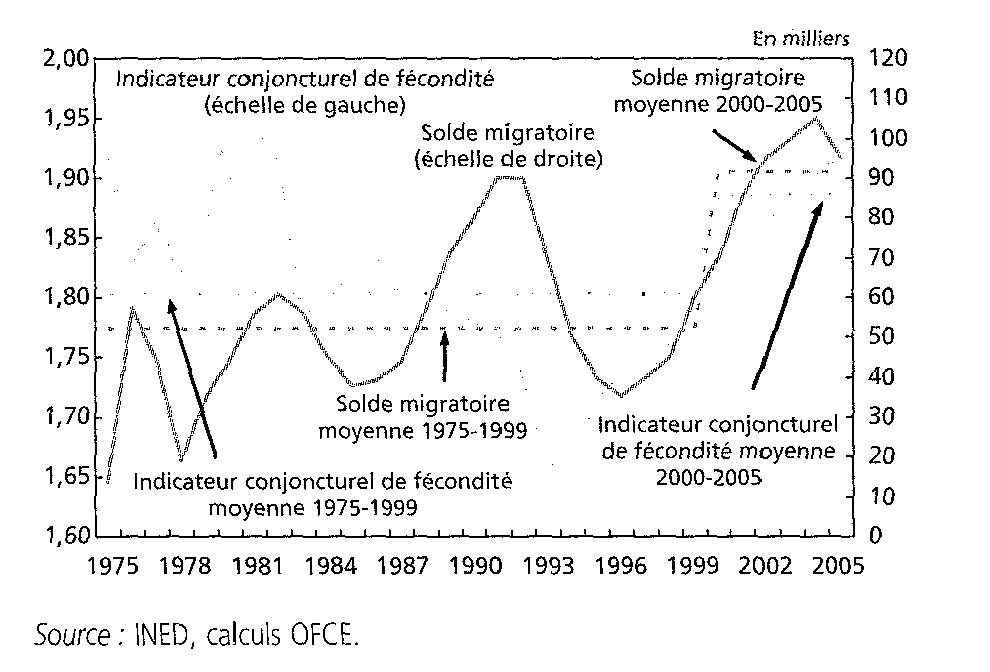 En milliers
2,00
1,95
1,90
1,85
1,80
1,75
1,70
1,65
1,60
Indicateur conjoncturel de fécondité
(échelle de gauche)
Solde migratoire
(échelle de droite)
Solde migratoire
moyenne 2000-2005
Solde migratoire
moyenne 1975-1999
Indicateur conjoncturel
de fécondité moyenne
2000-2005
Indicateur conjoncturel de fécondité
moyenne 1975-1999
120
110
100
90
80
70
60
50
40
30
20
10
0
1975 1978 1981 1984 1987 1990 1993 1996 1999 2002 2005
Source : INED, calculs OFCE.